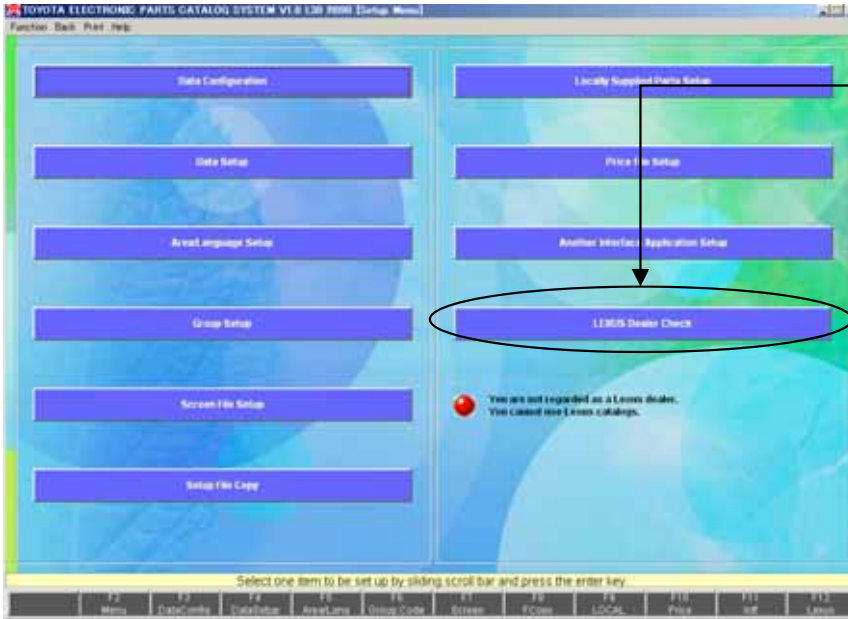 TOYOTA ELECTRONIC PARTS CATALOG SYSTEM V1.0 L30 [Setup Menu]
Function Back Print Help
Data Configuration
Locally Supplied Parts Setup
Data Setup
Price File Setup
Area/Language Setup
Another Interface Application Setup
Group Setup
LEXUS Dealer Check
Screen File Setup
You are not regarded as a Lexus dealer.
You cannot use Lexus catalogs.
Setup File Copy
Select one item to be set up by sliding scroll bar and press the enter key.
F2 F3 F4 F5 F6 F7 F8 F9 F10 F11 F12
Menu DataConfig DataSetup AreaLang Group Code Screen FCopy LOCAL Price Intf Lexus